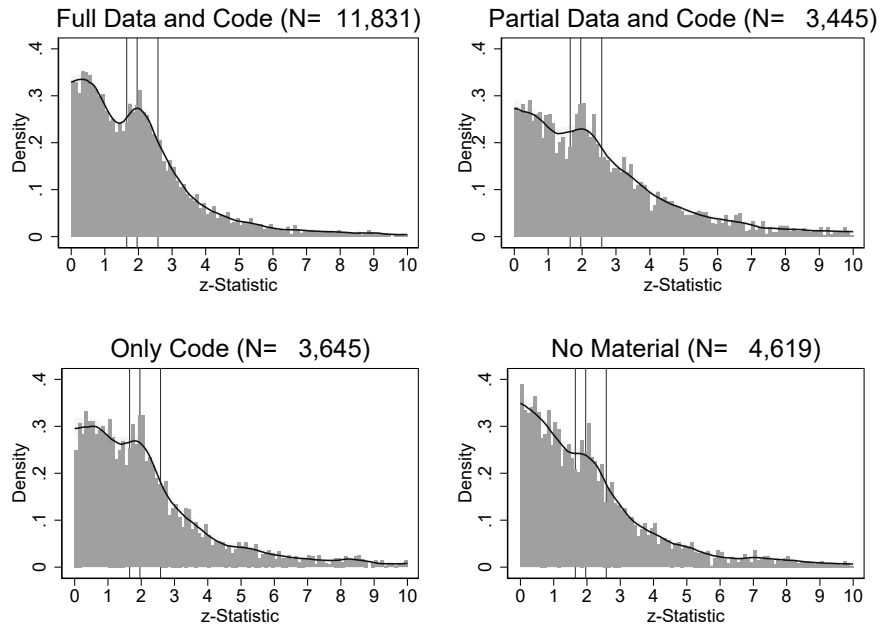 Full Data and Code (N= 11,831)
Density
0 .1 .2 .3 .4
0 1 2 3 4 5 6 7 8 9 10
z-Statistic
Partial Data and Code (N= 3,445)
Density
0 .1 .2 .3 .4
0 1 2 3 4 5 6 7 8 9 10
z-Statistic
Only Code (N= 3,645)
Density
0 .1 .2 .3 .4
0 1 2 3 4 5 6 7 8 9 10
z-Statistic
No Material (N= 4,619)
Density
0 .1 .2 .3 .4
0 1 2 3 4 5 6 7 8 9 10
z-Statistic